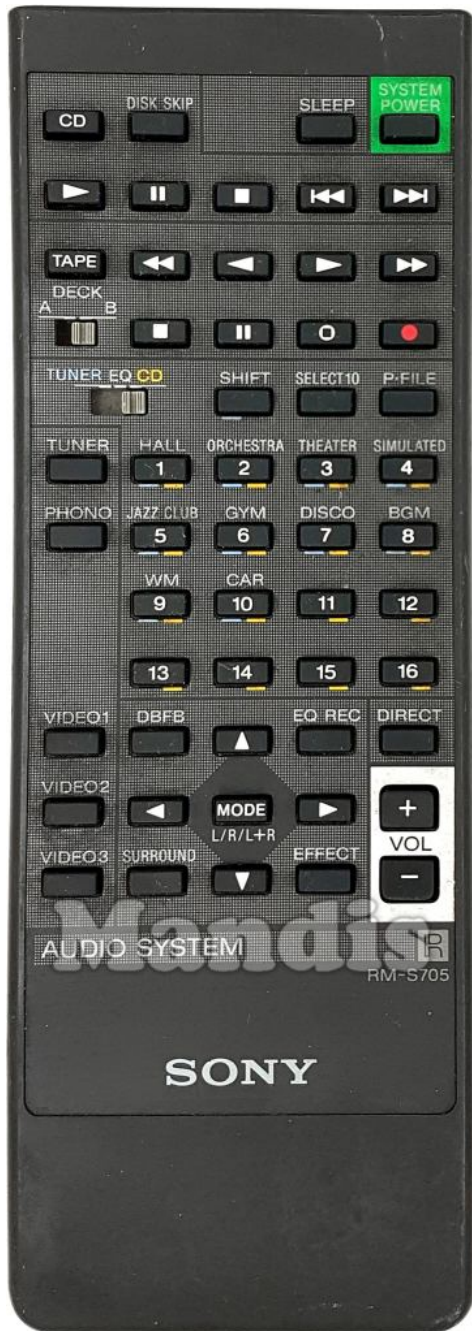 SYSTEM
DISK SKIP SLEEP POWER
CD
TAPE
DECK
A B
TUNER EQ CD SHIFT SELECT10 P·FILE
TUNER HALL ORCHESTRA THEATER SIMULATED
1 2 3 4
PHONO JAZZ CLUB GYM DISCO BGM
5 6 7 8
WM CAR
9 10 11 12
13 14 15 16
VIDEO1 DBFB EQ REC DIRECT
VIDEO2
MODE +
L/R/L+R VOL
VIDEO3 SURROUND EFFECT
−
Mandis
AUDIO SYSTEM R
RM-S705
SONY